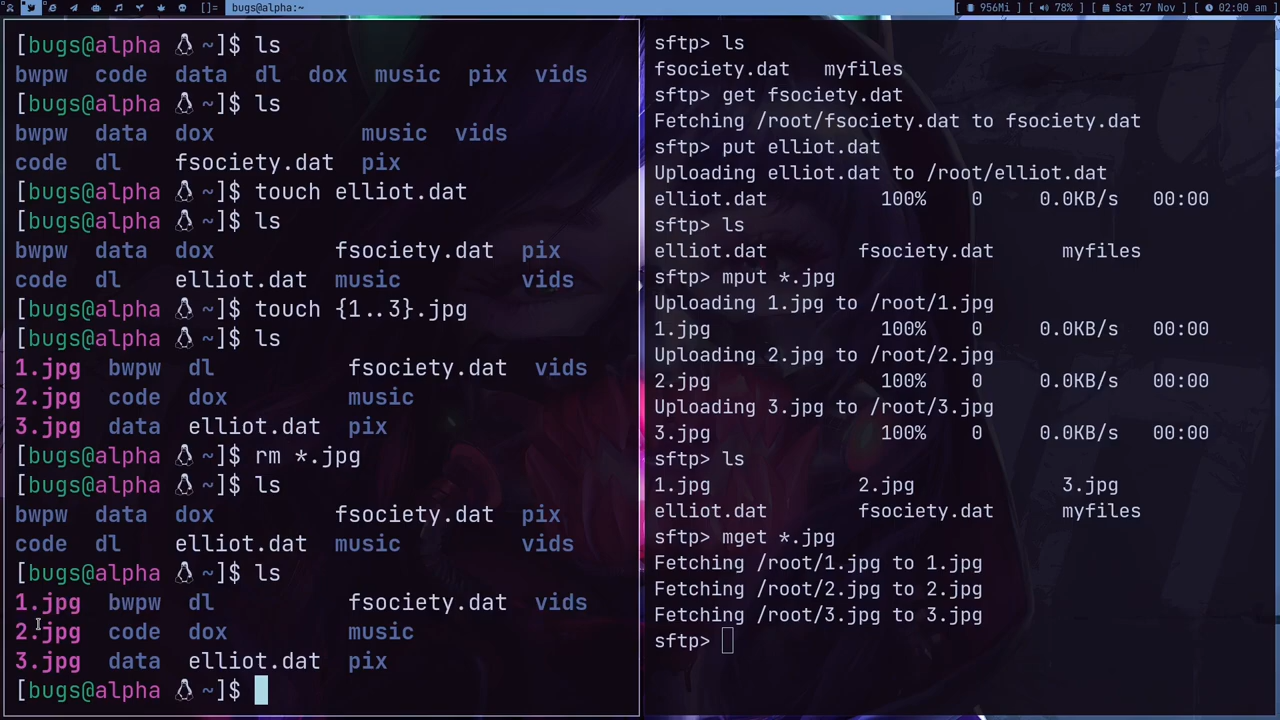 []= bugs@alpha:~ 956Mi 78% Sat 27 Nov 02:00 am
[bugs@alpha ~]$ ls
bwpw code data dl dox music pix vids
[bugs@alpha ~]$ ls
bwpw data dox music vids
code dl fsociety.dat pix
[bugs@alpha ~]$ touch elliot.dat
[bugs@alpha ~]$ ls
bwpw data dox fsociety.dat pix
code dl elliot.dat music vids
[bugs@alpha ~]$ touch {1..3}.jpg
[bugs@alpha ~]$ ls
1.jpg bwpw dl fsociety.dat vids
2.jpg code dox music
3.jpg data elliot.dat pix
[bugs@alpha ~]$ rm *.jpg
[bugs@alpha ~]$ ls
bwpw data dox fsociety.dat pix
code dl elliot.dat music vids
[bugs@alpha ~]$ ls
1.jpg bwpw dl fsociety.dat vids
2.jpg code dox music
3.jpg data elliot.dat pix
[bugs@alpha ~]$
sftp> ls
fsociety.dat myfiles
sftp> get fsociety.dat
Fetching /root/fsociety.dat to fsociety.dat
sftp> put elliot.dat
Uploading elliot.dat to /root/elliot.dat
elliot.dat 100% 0 0.0KB/s 00:00
sftp> ls
elliot.dat fsociety.dat myfiles
sftp> mput *.jpg
Uploading 1.jpg to /root/1.jpg
1.jpg 100% 0 0.0KB/s 00:00
Uploading 2.jpg to /root/2.jpg
2.jpg 100% 0 0.0KB/s 00:00
Uploading 3.jpg to /root/3.jpg
3.jpg 100% 0 0.0KB/s 00:00
sftp> ls
1.jpg 2.jpg 3.jpg
elliot.dat fsociety.dat myfiles
sftp> mget *.jpg
Fetching /root/1.jpg to 1.jpg
Fetching /root/2.jpg to 2.jpg
Fetching /root/3.jpg to 3.jpg
sftp>